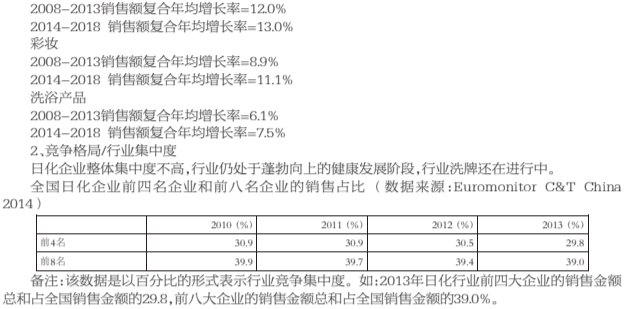 2008-2013销售额复合年均增长率=12.0%
2014-2018 销售额复合年均增长率=13.0%
彩妆
2008-2013销售额复合年均增长率=8.9%
2014-2018 销售额复合年均增长率=11.1%
洗浴产品
2008-2013销售额复合年均增长率=6.1%
2014-2018 销售额复合年均增长率=7.5%
2、竞争格局/行业集中度
日化企业整体集中度不高,行业仍处于蓬勃向上的健康发展阶段,行业洗牌还在进行中。
全国日化企业前四名企业和前八名企业的销售占比（数据来源:Euromonitor C&T China
2014）
2010 (%) 2011 (%) 2012 (%) 2013 (%)
前4名 30.9 30.9 30.5 29.8
前8名 39.9 39.7 39.4 39.0
备注:该数据是以百分比的形式表示行业竞争集中度。如:2013年日化行业前四大企业的销售金额
总和占全国销售金额的29.8,前八大企业的销售金额总和占全国销售金额的39.0%。